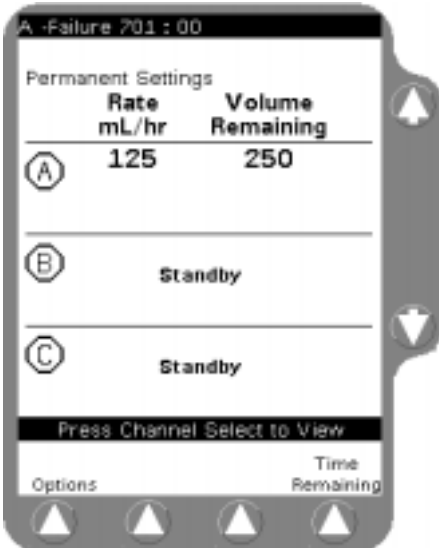 A -Failure 701 : 00
Permanent Settings
Rate Volume
mL/hr Remaining
A 125 250
B Standby
C Standby
Press Channel Select to View
Time
Options Remaining